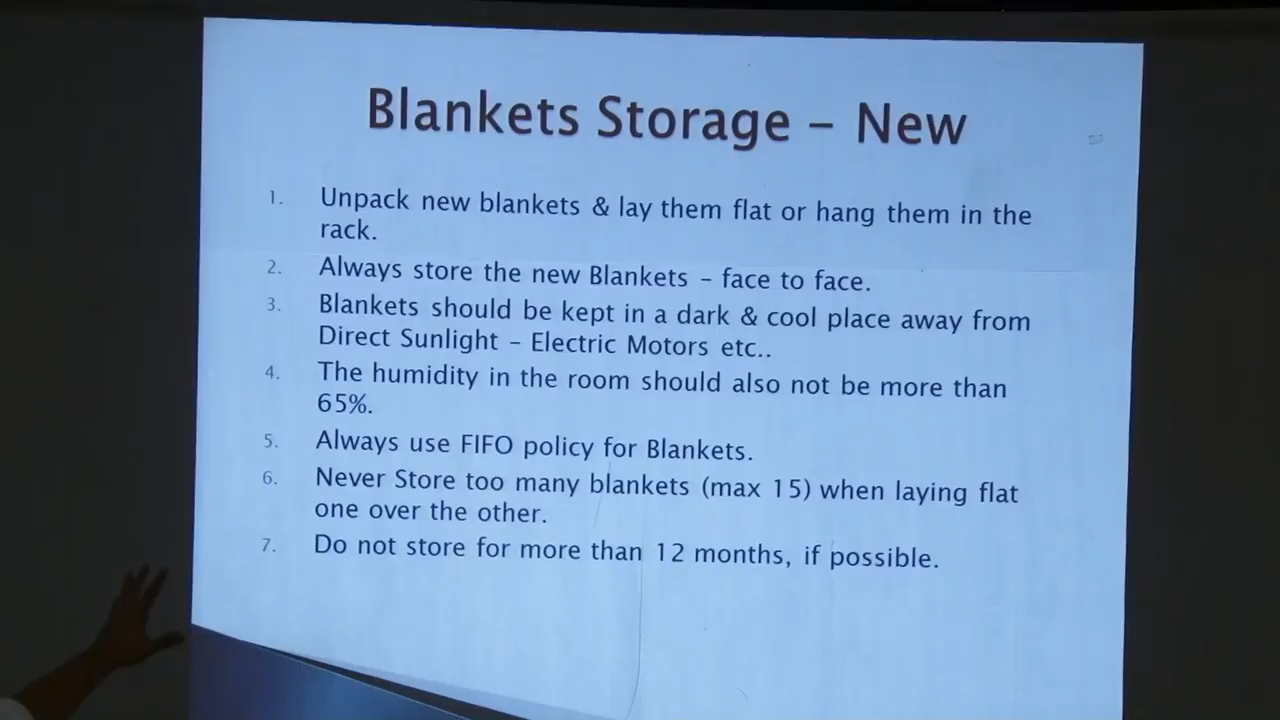 Blankets Storage – New
1. Unpack new blankets & lay them flat or hang them in the
rack.
2. Always store the new Blankets – face to face.
3. Blankets should be kept in a dark & cool place away from
Direct Sunlight – Electric Motors etc..
4. The humidity in the room should also not be more than
65%.
5. Always use FIFO policy for Blankets.
6. Never Store too many blankets (max 15) when laying flat
one over the other.
7. Do not store for more than 12 months, if possible.